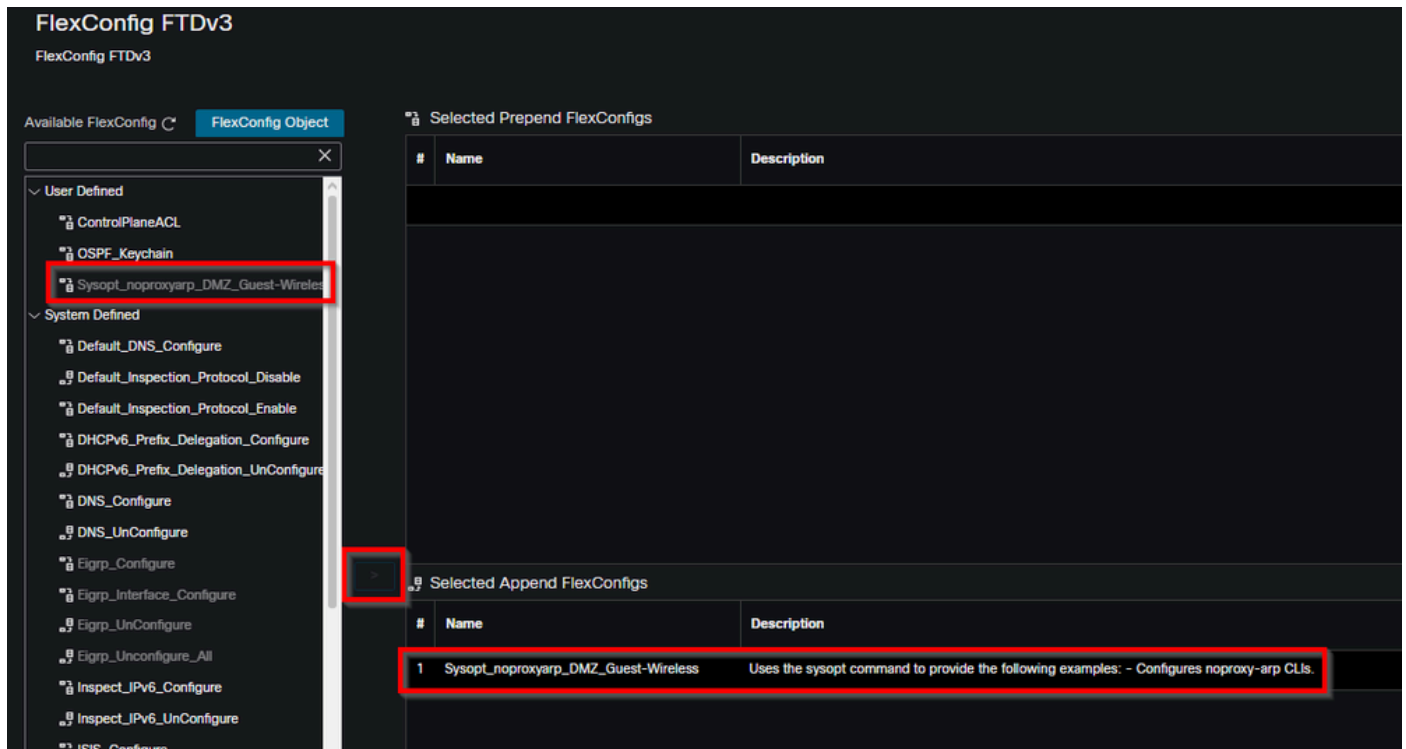 FlexConfig FTDv3
FlexConfig FTDv3
Available FlexConfig
FlexConfig Object
User Defined
ControlPlaneACL
OSPF_Keychain
Sysopt_noproxyarp_DMZ_Guest-Wireles
System Defined
Default_DNS_Configure
Default_Inspection_Protocol_Disable
Default_Inspection_Protocol_Enable
DHCPv6_Prefix_Delegation_Configure
DHCPv6_Prefix_Delegation_UnConfigure
DNS_Configure
DNS_UnConfigure
Eigrp_Configure
Eigrp_Interface_Configure
Eigrp_UnConfigure
Eigrp_Unconfigure_All
Inspect_IPv6_Configure
Inspect_IPv6_UnConfigure
ISIS_Configure
>
Selected Prepend FlexConfigs
# Name Description
Selected Append FlexConfigs
# Name Description
1 Sysopt_noproxyarp_DMZ_Guest-Wireless Uses the sysopt command to provide the following examples: - Configures noproxy-arp CLIs.